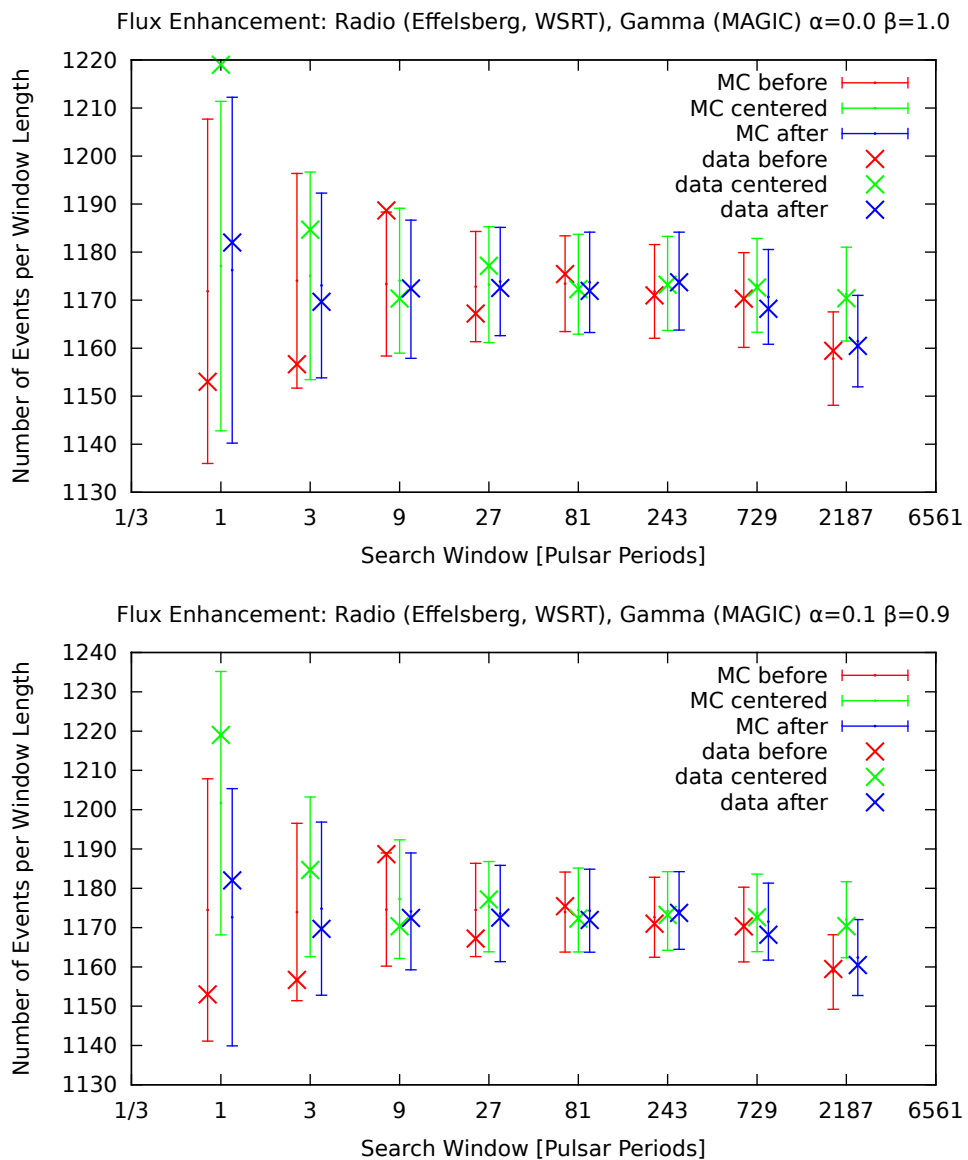 Flux Enhancement: Radio (Effelsberg, WSRT), Gamma (MAGIC) α=0.0 β=1.0
Number of Events per Window Length
1220
1210
1200
1190
1180
1170
1160
1150
1140
1130
MC before
MC centered
MC after
data before
data centered
data after
1/3 1 3 9 27 81 243 729 2187 6561
Search Window [Pulsar Periods]
Flux Enhancement: Radio (Effelsberg, WSRT), Gamma (MAGIC) α=0.1 β=0.9
Number of Events per Window Length
1240
1230
1220
1210
1200
1190
1180
1170
1160
1150
1140
1130
MC before
MC centered
MC after
data before
data centered
data after
1/3 1 3 9 27 81 243 729 2187 6561
Search Window [Pulsar Periods]